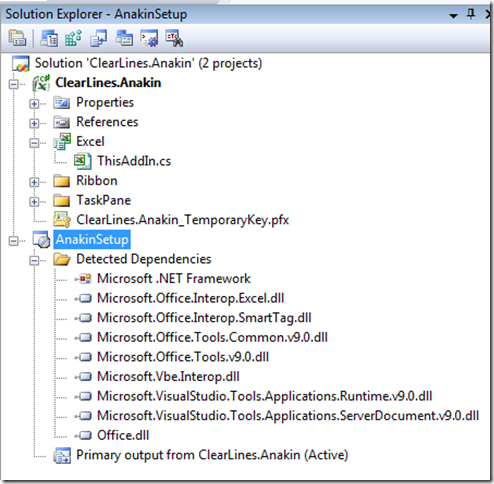 Solution Explorer - AnakinSetup
Solution 'ClearLines.Anakin' (2 projects)
ClearLines.Anakin
Properties
References
Excel
ThisAddIn.cs
Ribbon
TaskPane
ClearLines.Anakin_TemporaryKey.pfx
AnakinSetup
Detected Dependencies
Microsoft .NET Framework
Microsoft.Office.Interop.Excel.dll
Microsoft.Office.Interop.SmartTag.dll
Microsoft.Office.Tools.Common.v9.0.dll
Microsoft.Office.Tools.v9.0.dll
Microsoft.Vbe.Interop.dll
Microsoft.VisualStudio.Tools.Applications.Runtime.v9.0.dll
Microsoft.VisualStudio.Tools.Applications.ServerDocument.v9.0.dll
Office.dll
Primary output from ClearLines.Anakin (Active)